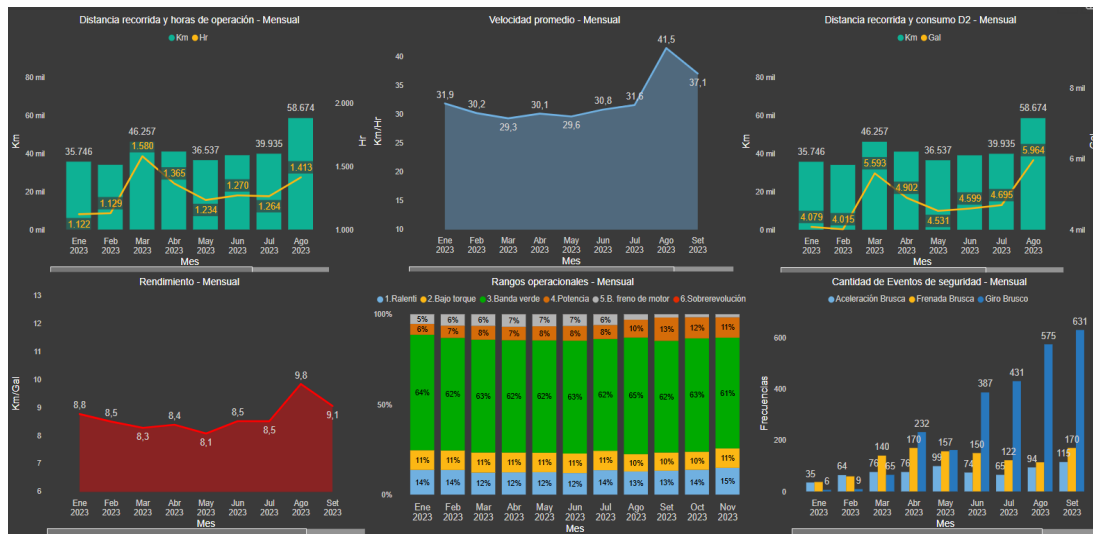 Distancia recorrida y horas de operación - Mensual
Km Hr
80 mil
60 mil
40 mil
20 mil
0 mil
Km
2.000
1.500
1.000
Hr
35.746
46.257
36.537
39.935
58.674
1.122
1.129
1.580
1.365
1.234
1.270
1.264
1.413
Ene 2023
Feb 2023
Mar 2023
Abr 2023
May 2023
Jun 2023
Jul 2023
Ago 2023
Mes
Velocidad promedio - Mensual
Km/Hr
40
35
30
25
20
15
10
31,9
30,2
29,3
30,1
29,6
30,8
31,6
41,5
37,1
Ene 2023
Feb 2023
Mar 2023
Abr 2023
May 2023
Jun 2023
Jul 2023
Ago 2023
Set 2023
Mes
Distancia recorrida y consumo D2 - Mensual
Km Gal
80 mil
60 mil
40 mil
20 mil
0 mil
Km
8 mil
6 mil
4 mil
35.746
46.257
36.537
39.935
58.674
4.079
4.015
5.593
4.902
4.531
4.599
4.695
5.964
Ene 2023
Feb 2023
Mar 2023
Abr 2023
May 2023
Jun 2023
Jul 2023
Ago 2023
Mes
Rendimiento - Mensual
Km/Gal
13
12
11
10
9
8
7
6
8,8
8,5
8,3
8,4
8,1
8,5
8,5
9,8
9,1
Ene 2023
Feb 2023
Mar 2023
Abr 2023
May 2023
Jun 2023
Jul 2023
Ago 2023
Set 2023
Mes
Rangos operacionales - Mensual
1.Ralenti 2.Bajo torque 3.Banda verde 4.Potencia 5.B. freno de motor 6.Sobrerevolución
100%
50%
0%
5% 6% 6% 7% 7% 7% 6%
6% 7% 8% 7% 8% 8% 8% 10% 13% 12% 11%
64% 62% 63% 62% 62% 63% 62% 65% 62% 63% 61%
11% 11% 11% 11% 11% 11% 11% 10% 10% 10% 11%
14% 14% 12% 12% 12% 12% 14% 13% 13% 14% 15%
Ene 2023
Feb 2023
Mar 2023
Abr 2023
May 2023
Jun 2023
Jul 2023
Ago 2023
Set 2023
Oct 2023
Nov 2023
Mes
Cantidad de Eventos de seguridad - Mensual
Aceleración Brusca Frenada Brusca Giro Brusco
Frecuencias
600
400
200
0
35
6
64
9
76
140
65
76
170
232
99
157
74
150
387
65
122
431
94
575
115
170
631
Ene 2023
Feb 2023
Mar 2023
Abr 2023
May 2023
Jun 2023
Jul 2023
Ago 2023
Set 2023
Mes